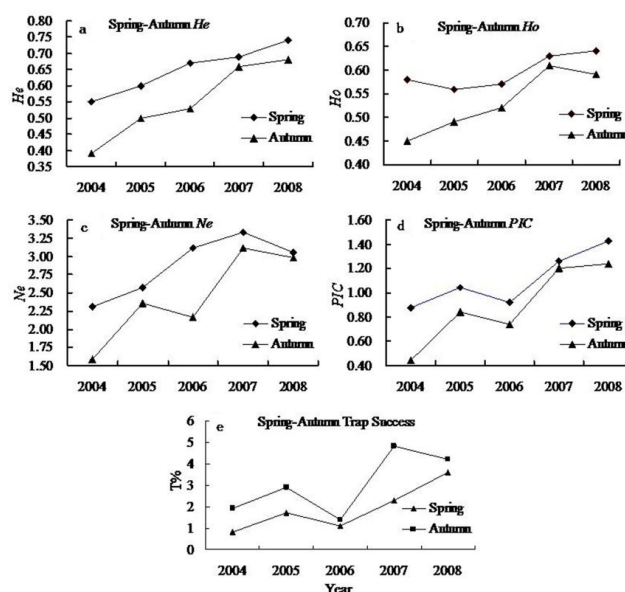 a Spring-Autumn He
0.80
0.75
0.70
0.65
0.60
0.55
0.50
0.45
0.40
0.35
He
Spring
Autumn
2004 2005 2006 2007 2008
b Spring-Autumn Ho
0.70
0.65
0.60
0.55
0.50
0.45
0.40
Ho
Spring
Autumn
2004 2005 2006 2007 2008
c Spring-Autumn Ne
3.50
3.25
3.00
2.75
2.50
2.25
2.00
1.75
1.50
Ne
Spring
Autumn
2004 2005 2006 2007 2008
Spring-Autumn PIC d
1.60
1.40
1.20
1.00
0.80
0.60
0.40
PIC
Spring
Autumn
2004 2005 2006 2007 2008
e Spring-Autumn Trap Success
6
5
4
3
2
1
0
T%
Spring
Autumn
2004 2005 2006 2007 2008
Year